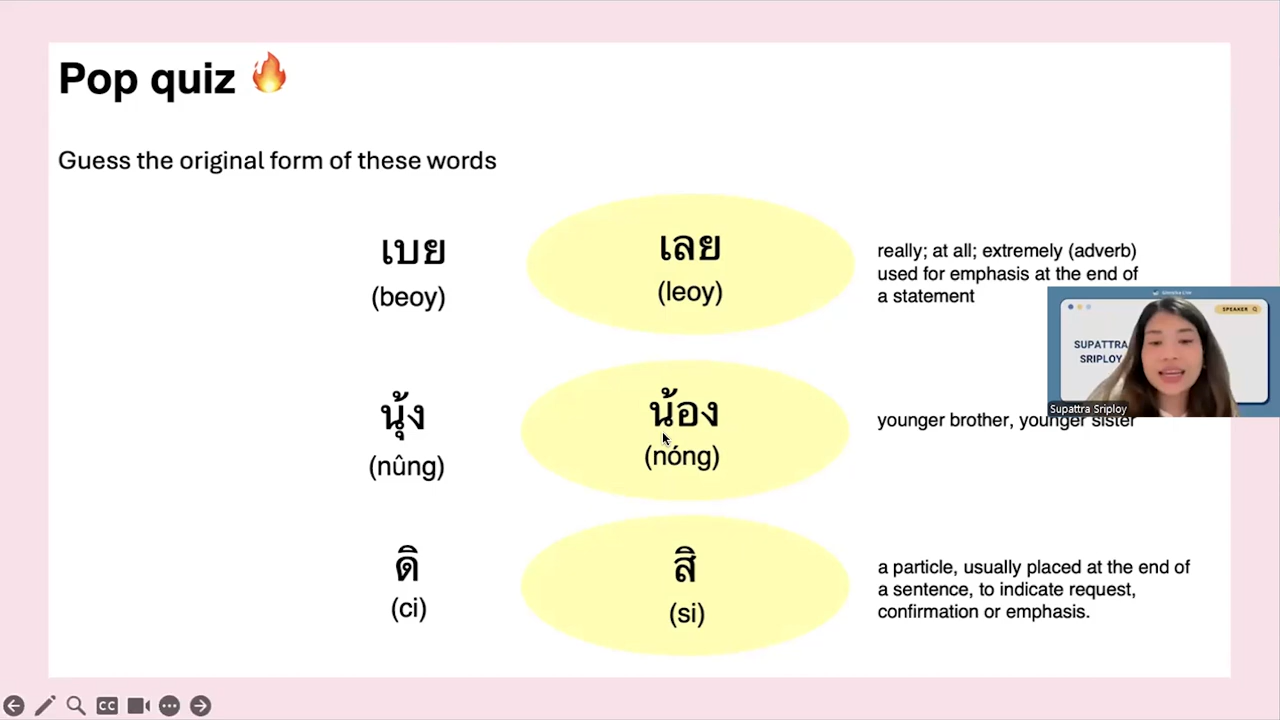 Pop quiz 🔥
Guess the original form of these words
เบย
(beoy)
เลย
(leoy)
really; at all; extremely (adverb)
used for emphasis at the end of
a statement
นุ้ง
(nûng)
น้อง
(nóng)
younger brother, younger sister
ดิ
(ci)
สิ
(si)
a particle, usually placed at the end of
a sentence, to indicate request,
confirmation or emphasis.
SPEAKER
SUPATTRA
SRIPLOY
Supattra Sriploy
CC